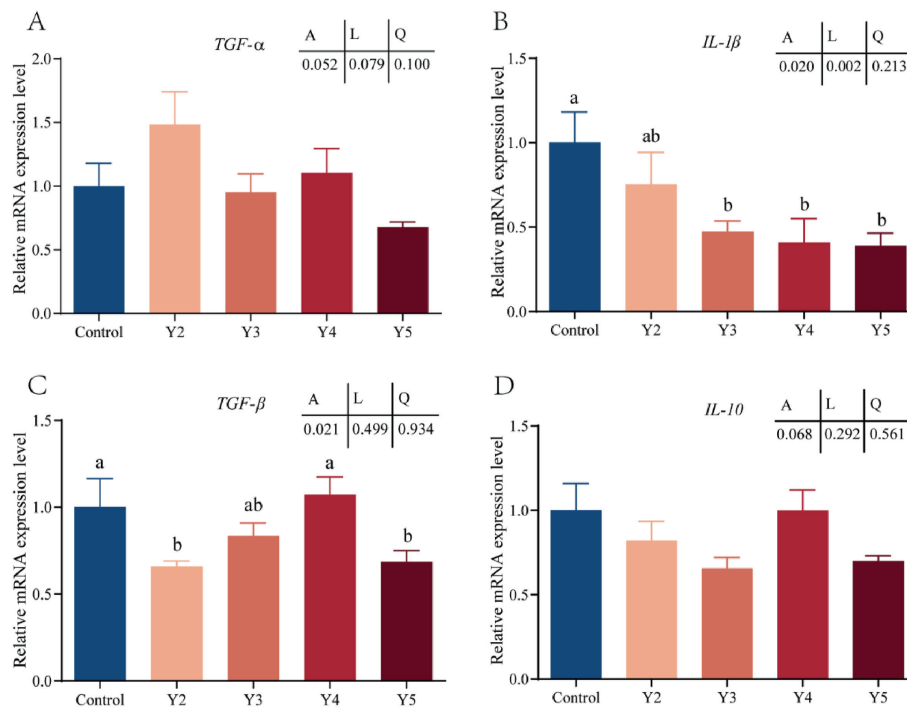 A
TGF-α
A L Q
0.052 0.079 0.100
Relative mRNA expression level
2.0
1.5
1.0
0.5
0.0
Control Y2 Y3 Y4 Y5
B
IL-1β
A L Q
0.020 0.002 0.213
Relative mRNA expression level
1.5
1.0
0.5
0.0
a ab b b b
Control Y2 Y3 Y4 Y5
C
TGF-β
A L Q
0.021 0.499 0.934
Relative mRNA expression level
1.5
1.0
0.5
0.0
a b ab a b
Control Y2 Y3 Y4 Y5
D
IL-10
A L Q
0.068 0.292 0.561
Relative mRNA expression level
1.5
1.0
0.5
0.0
Control Y2 Y3 Y4 Y5